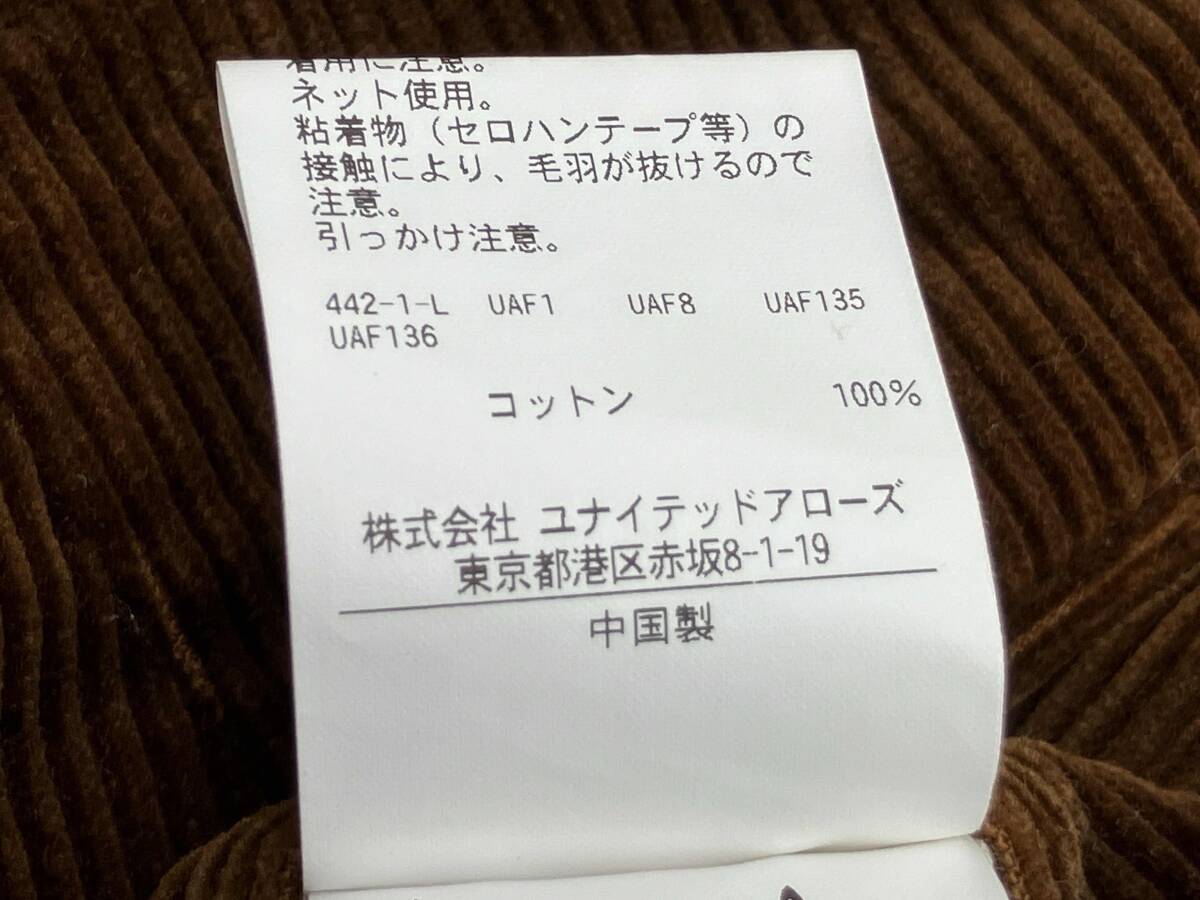 着用に注意。
ネット使用。
粘着物（セロハンテープ等）の
接触により、毛羽が抜けるので
注意。
引っかけ注意。
442-1-L UAF1 UAF8 UAF135
UAF136
コットン 100%
株式会社 ユナイテッドアローズ
東京都港区赤坂8-1-19
中国製